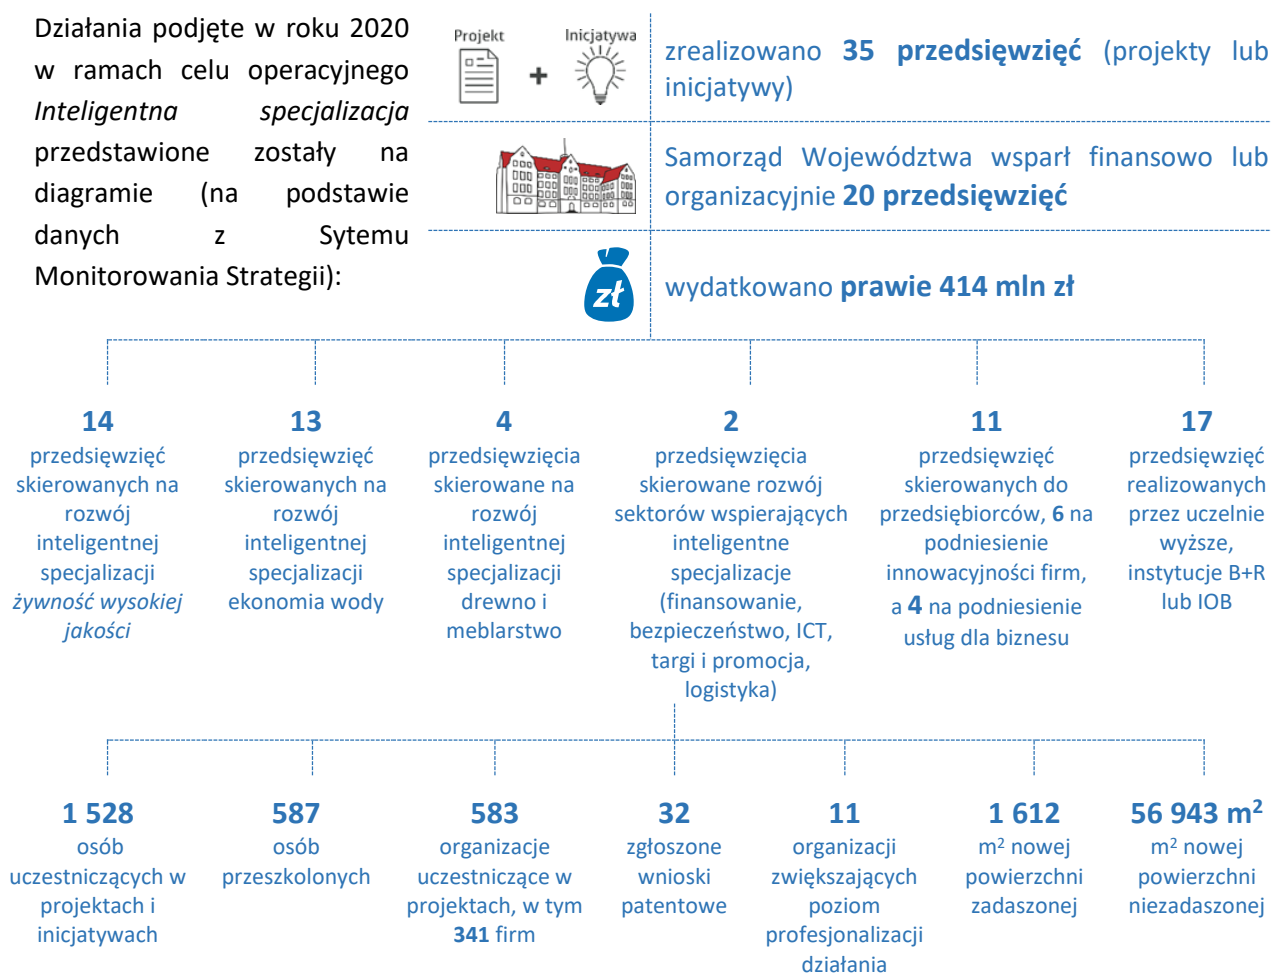 Działania podjęte w roku 2020
w ramach celu operacyjnego
Inteligentna specjalizacja
przedstawione zostały na
diagramie (na podstawie
danych z Sytemu
Monitorowania Strategii):
Projekt
Inicjatywa
+
zrealizowano 35 przedsięwzięć (projekty lub
inicjatywy)
Samorząd Województwa wsparł finansowo lub
organizacyjnie 20 przedsięwzięć
zł
wydatkowano prawie 414 mln zł
14
przedsięwzięć
skierowanych na
rozwój
inteligentnej
specjalizacji
żywność wysokiej
jakości
13
przedsięwzięć
skierowanych na
rozwój
inteligentnej
specjalizacji
ekonomia wody
4
przedsięwzięcia
skierowane na
rozwój
inteligentnej
specjalizacji
drewno i
meblarstwo
2
przedsięwzięcia
skierowane rozwój
sektorów wspierających
inteligentne
specjalizacje
(finansowanie,
bezpieczeństwo, ICT,
targi i promocja,
logistyka)
11
przedsięwzięć
skierowanych do
przedsiębiorców, 6 na
podniesienie
innowacyjności firm,
a 4 na podniesienie
usług dla biznesu
17
przedsięwzięć
realizowanych
przez uczelnie
wyższe,
instytucje B+R
lub IOB
1 528
osób
uczestniczących w
projektach i
inicjatywach
587
osób
przeszkolonych
583
organizacje
uczestniczące w
projektach, w tym
341 firm
32
zgłoszone
wnioski
patentowe
11
organizacji
zwiększających
poziom
profesjonalizacji
działania
1 612
m² nowej
powierzchni
zadaszonej
56 943 m²
m² nowej
powierzchni
niezadaszonej